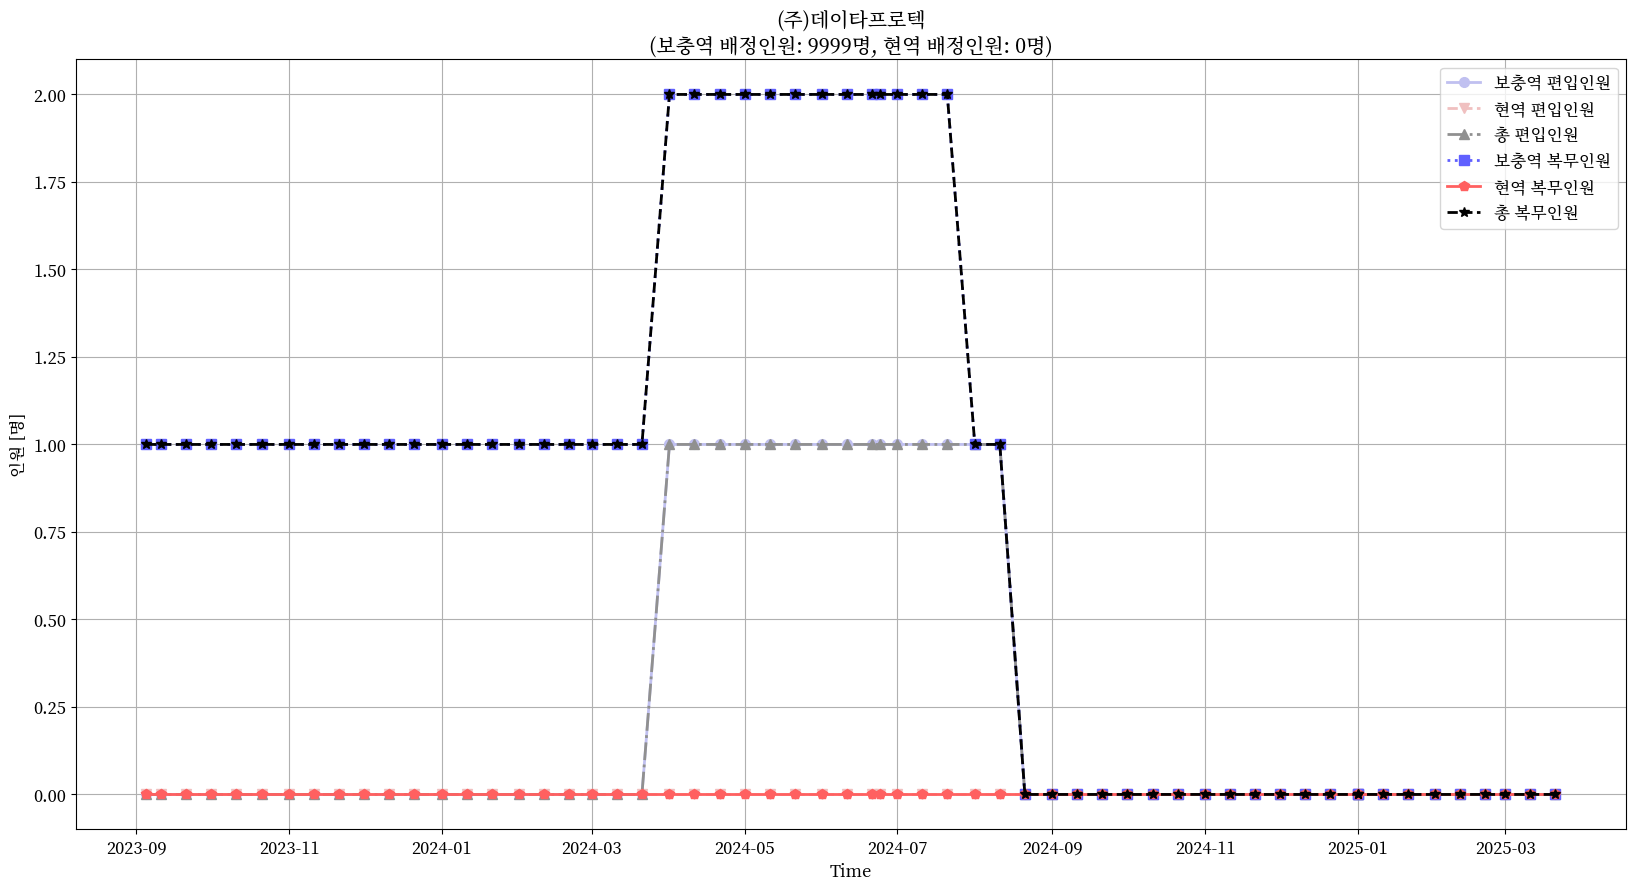 (주)데이타프로텍
(보충역 배정인원: 9999명, 현역 배정인원: 0명)
보충역 편입인원
현역 편입인원
총 편입인원
보충역 복무인원
현역 복무인원
총 복무인원
인원 [명]
2.00
1.75
1.50
1.25
1.00
0.75
0.50
0.25
0.00
2023-09 2023-11 2024-01 2024-03 2024-05 2024-07 2024-09 2024-11 2025-01 2025-03
Time